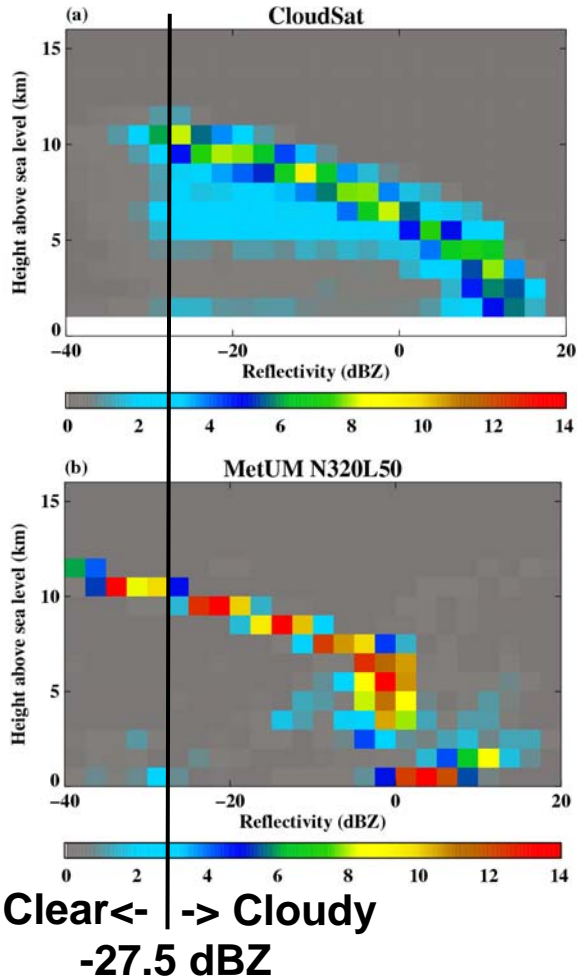 (a) CloudSat
Height above sea level (km)
15
10
5
0
-40 -20 0 20
Reflectivity (dBZ)
0 2 4 6 8 10 12 14
(b) MetUM N320L50
Height above sea level (km)
15
10
5
0
-40 -20 0 20
Reflectivity (dBZ)
0 2 4 6 8 10 12 14
Clear<- -> Cloudy
-27.5 dBZ